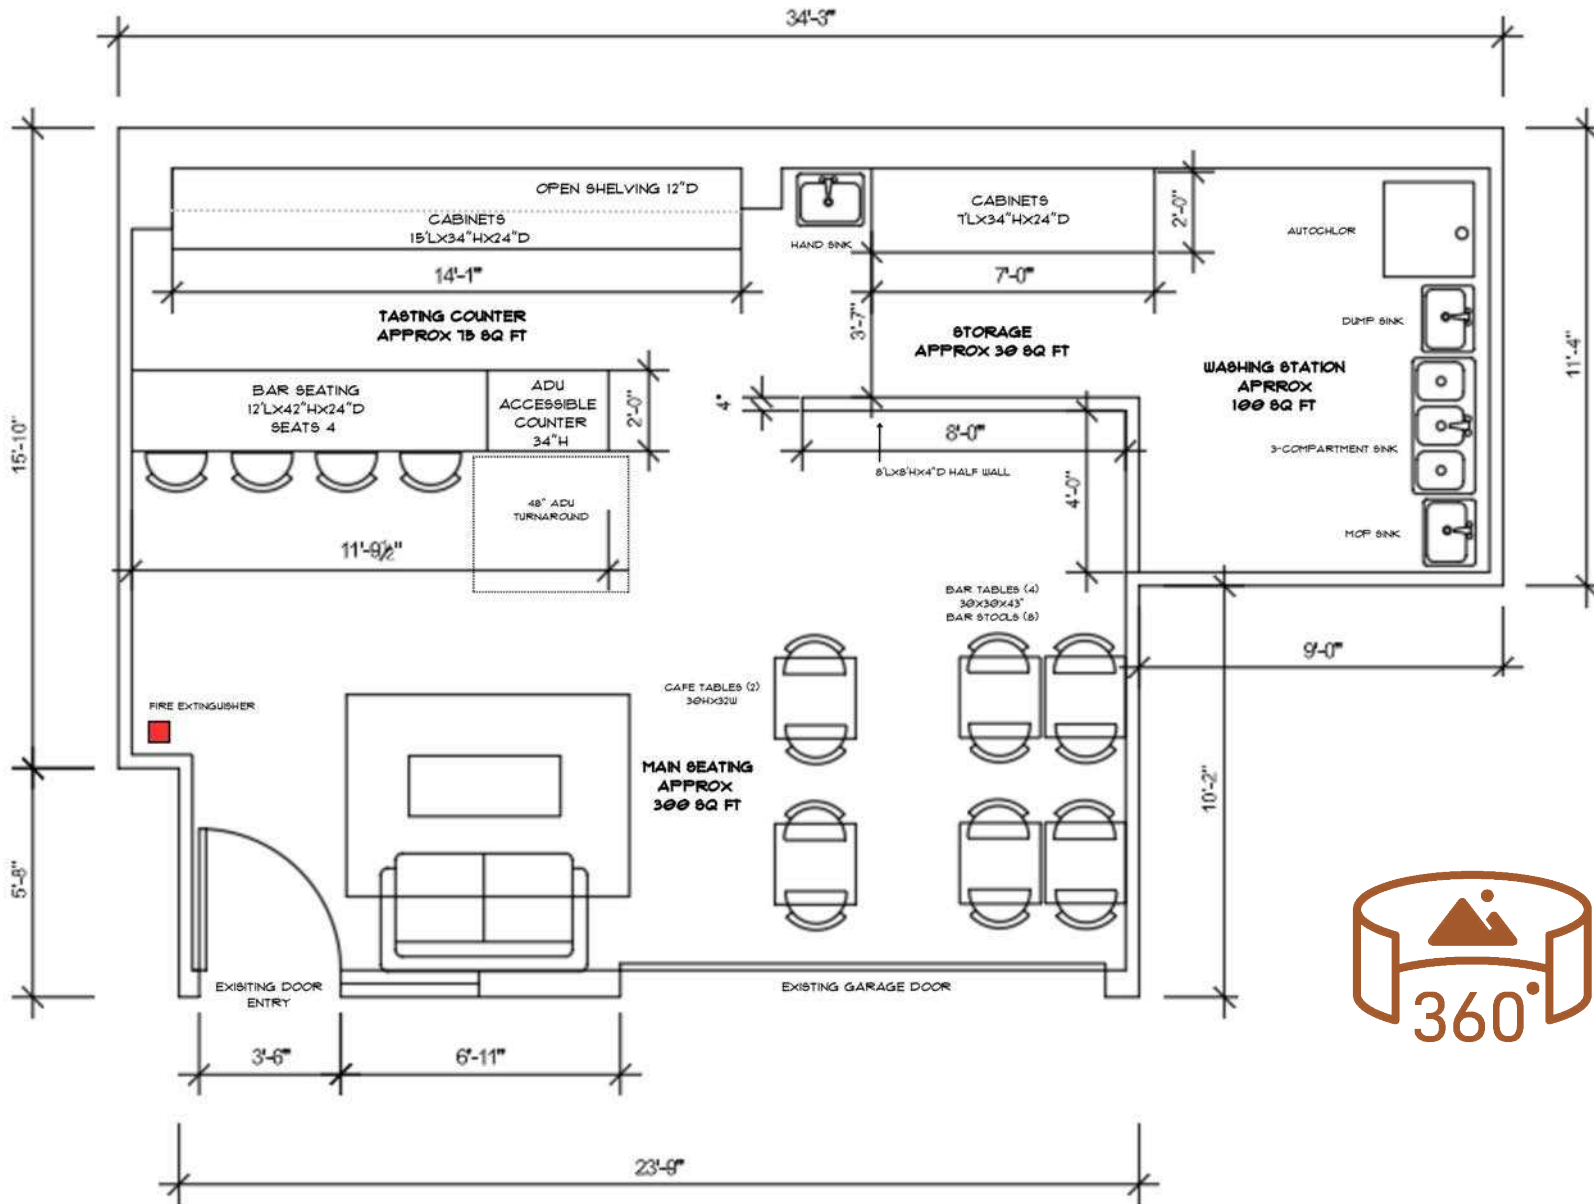 34'-3"
OPEN SHELVING 12"D
CABINETS
15'LX34"HX24"D
14'-1"
HAND SINK
CABINETS
7'LX34"HX24"D
2'-0"
7'-0"
AUTOCHLOR
DUMP SINK
11'-4"
TASTING COUNTER
APPROX 75 SQ FT
3'-7"
STORAGE
APPROX 30 SQ FT
WASHING STATION
APRROX
100 SQ FT
15'-10"
BAR SEATING
12'LX42"HX24"D
SEATS 4
ADU
ACCESSIBLE
COUNTER
34"H
2'-0"
4"
8'-0"
8'LX8'HX4"D HALF WALL
3-COMPARTMENT SINK
4'-0"
48" ADU
TURNAROUND
MOP SINK
11'-9½"
BAR TABLES (4)
30X30X43"
BAR STOOLS (8)
9'-0"
CAFE TABLES (2)
30HX32W
FIRE EXTINGUISHER
MAIN SEATING
APPROX
300 SQ FT
10'-2"
5'-8"
EXISITING DOOR
ENTRY
EXISTING GARAGE DOOR
360°
3'-6"
6'-11"
23'-9"